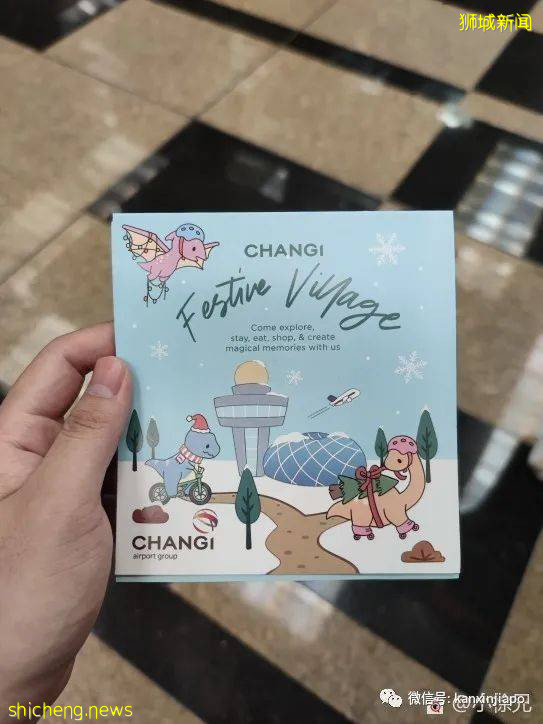 狮城新闻
CHANGI
Festive Village
Come explore,
stay, eat, shop, & create
magical memories with us
CHANGI
airport group
微信号: kanxinjiapo
shicheng.news